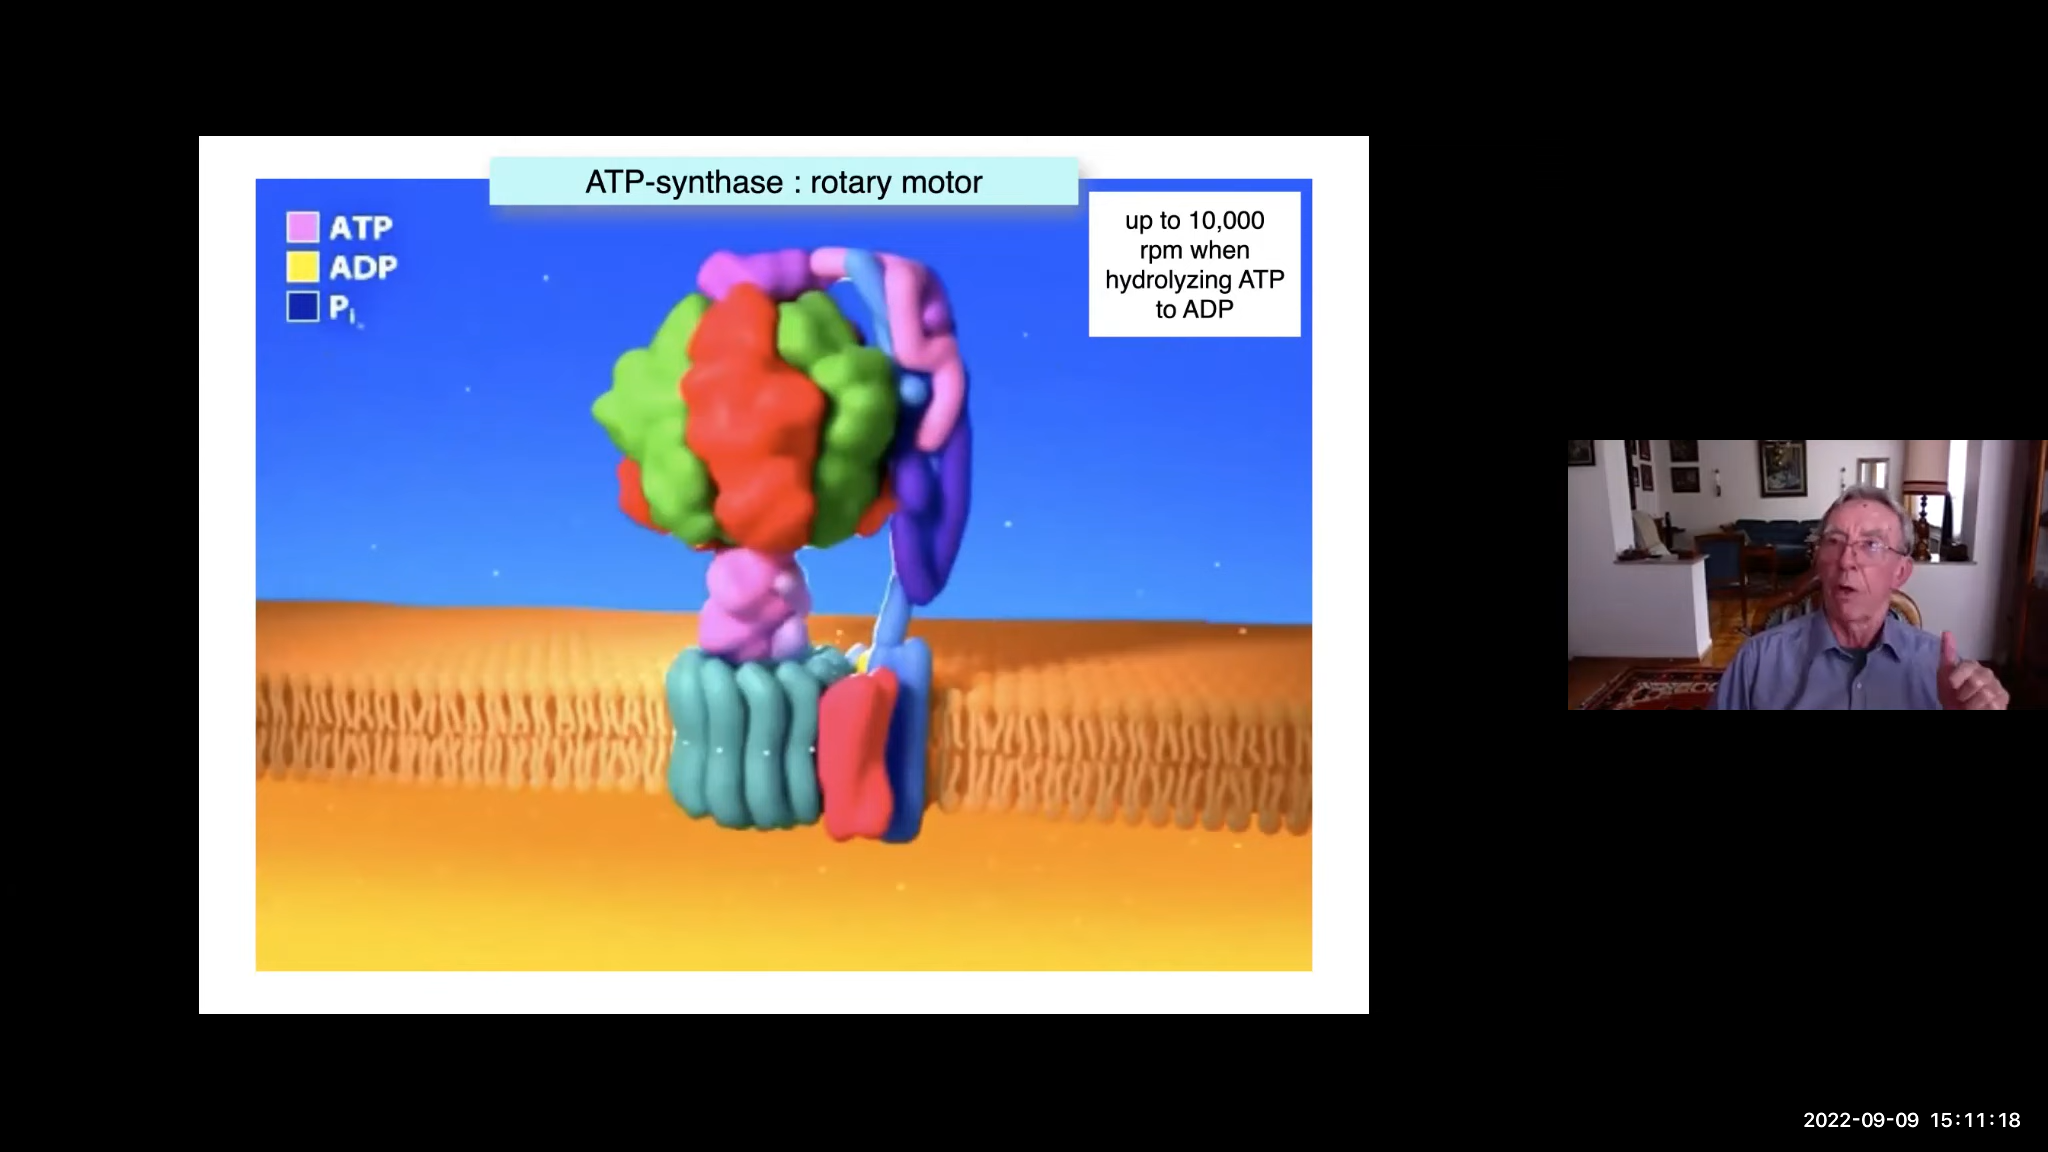 ATP-synthase : rotary motor
ATP
ADP
Pi
up to 10,000
rpm when
hydrolyzing ATP
to ADP
2022-09-09 15:11:18